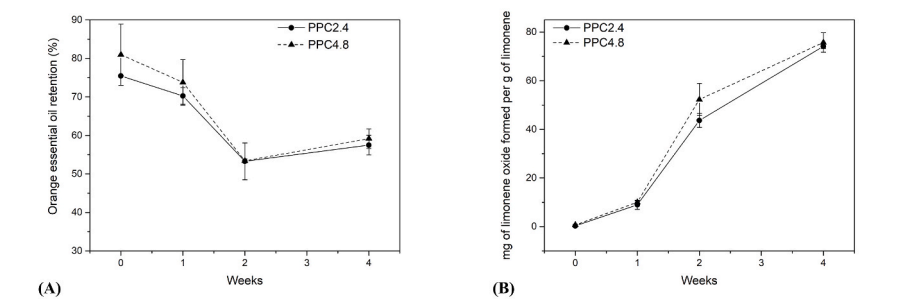 Orange essential oil retention (%)
90
80
70
60
50
40
30
PPC2.4
PPC4.8
0 1 2 3 4
Weeks
(A)
mg of limonene oxide formed per g of limonene
80
60
40
20
0
PPC2.4
PPC4.8
0 1 2 3 4
Weeks
(B)